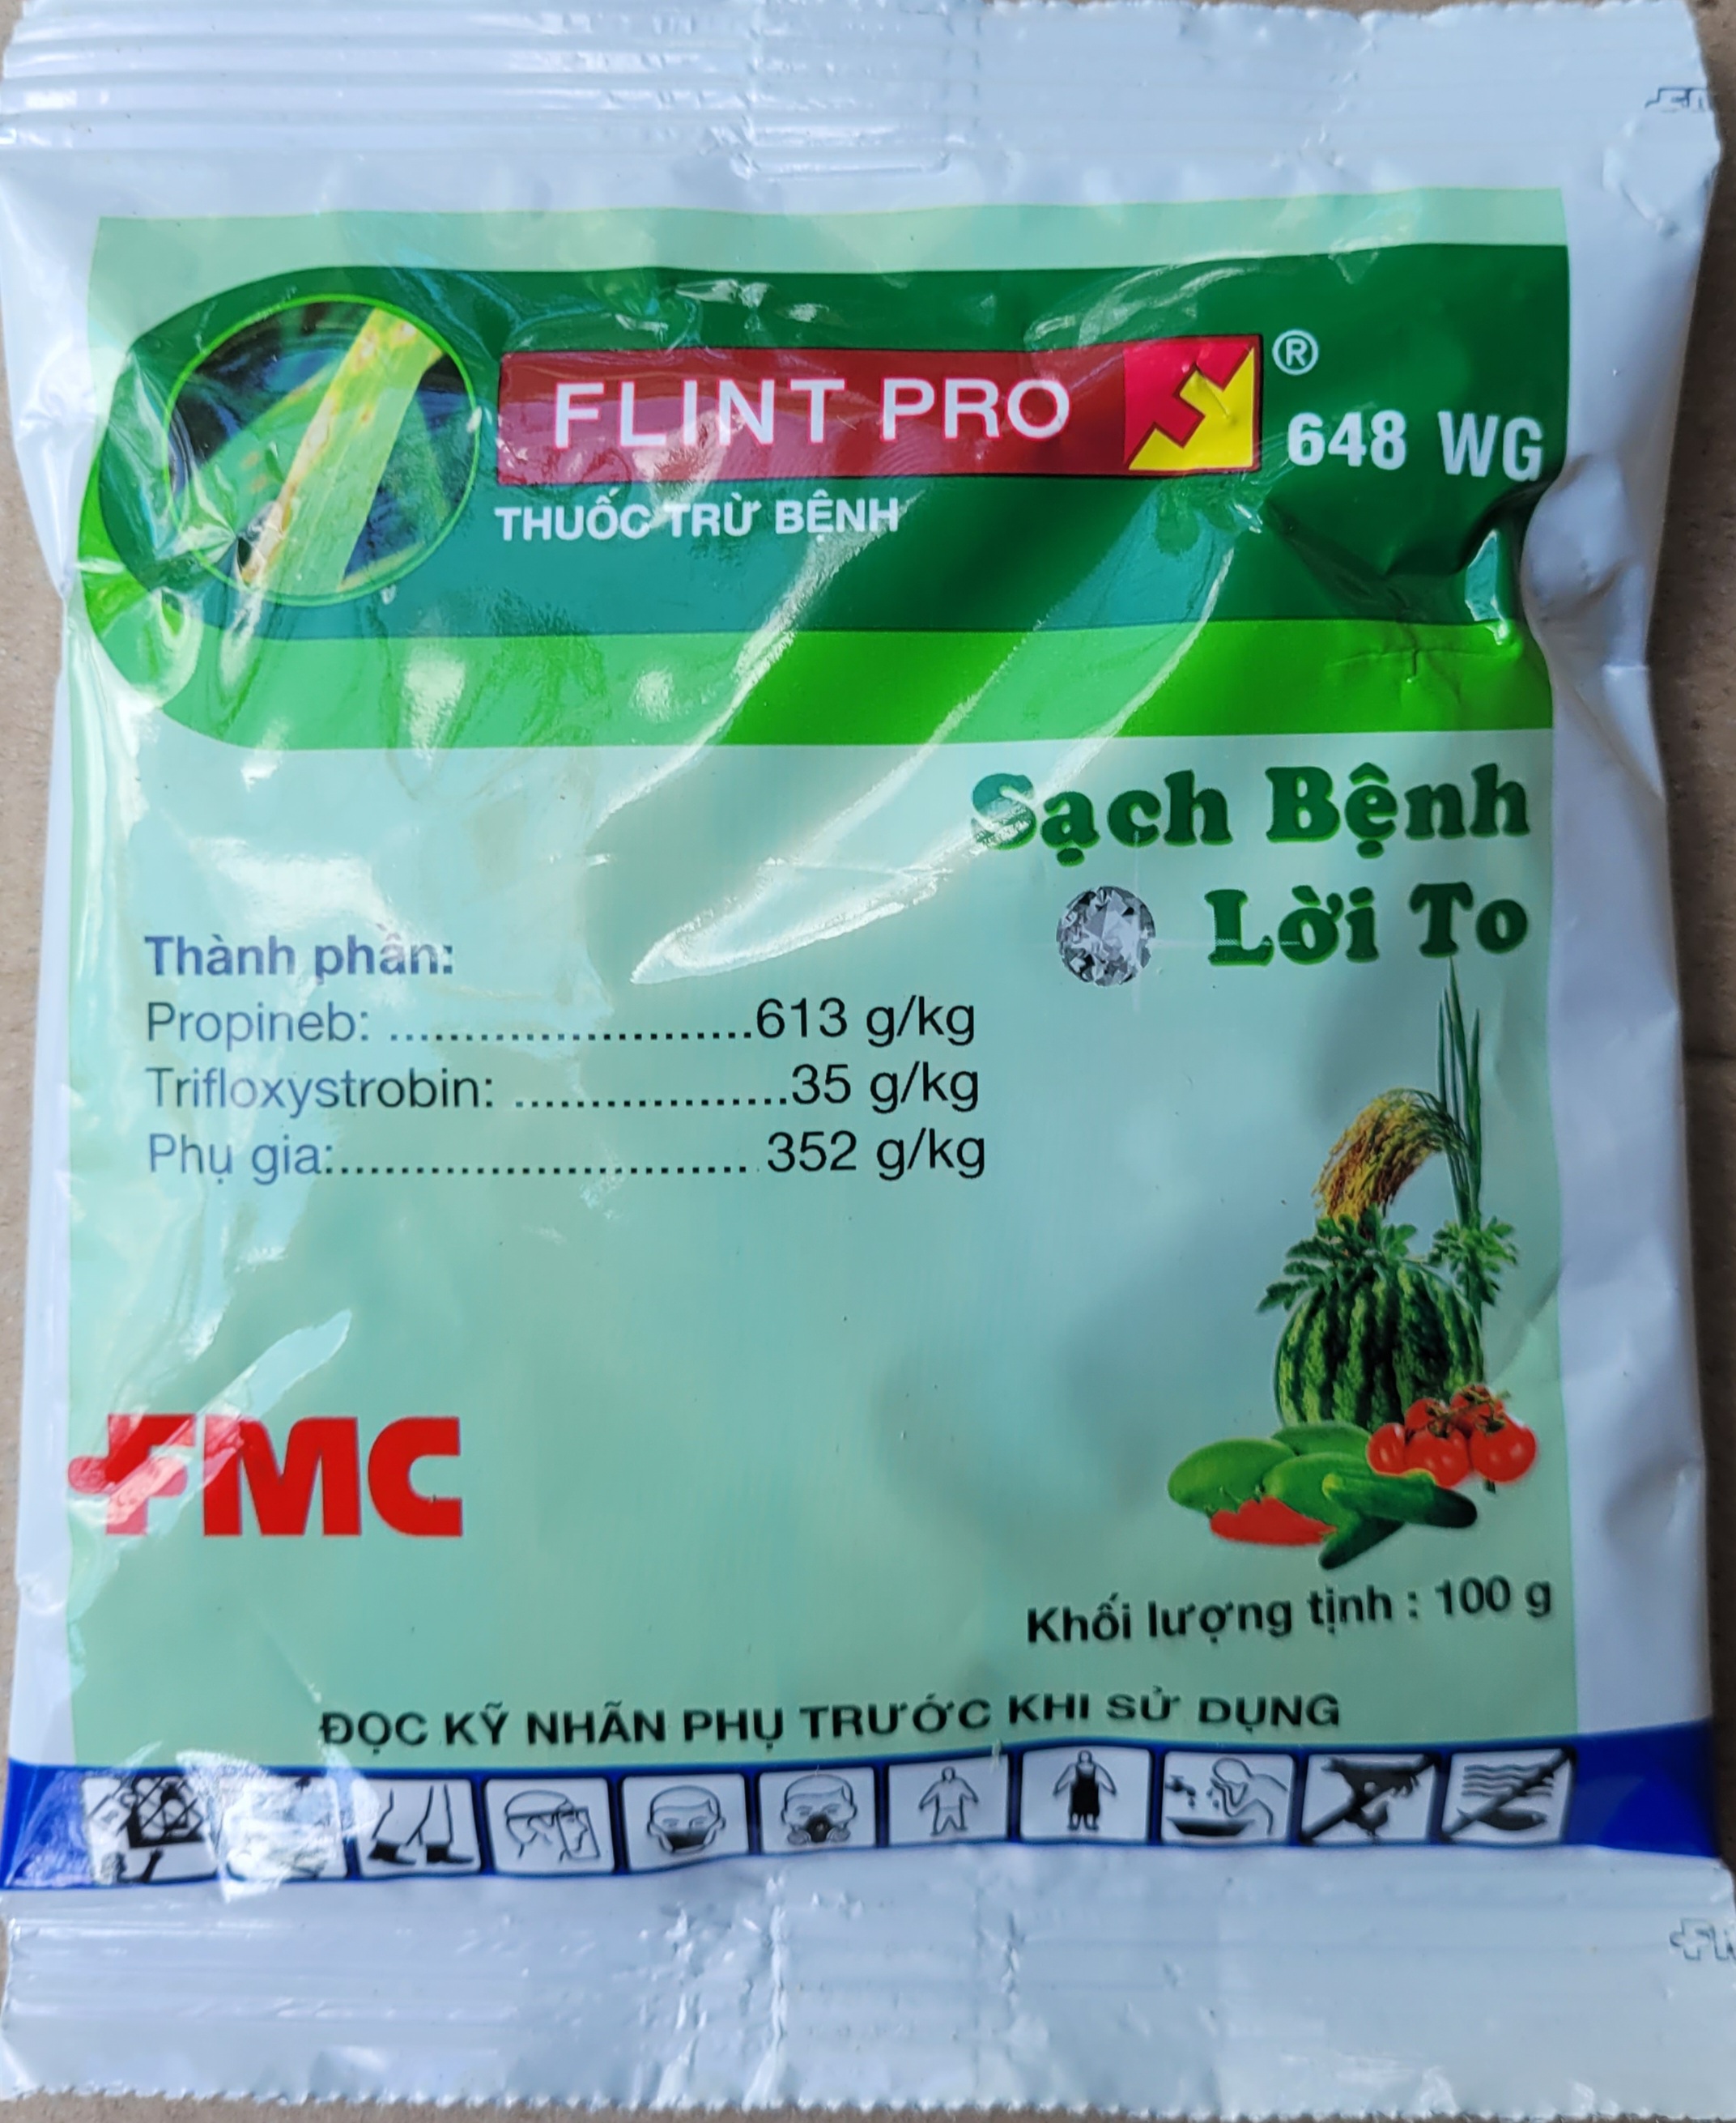 FLINT PRO ®
648 WG
THUỐC TRỪ BỆNH
Sạch Bệnh
Lời To
Thành phần:
Propineb: ........................613 g/kg
Trifloxystrobin: ..................35 g/kg
Phụ gia:............................ 352 g/kg
FMC
Khối lượng tịnh : 100 g
ĐỌC KỸ NHÃN PHỤ TRƯỚC KHI SỬ DỤNG